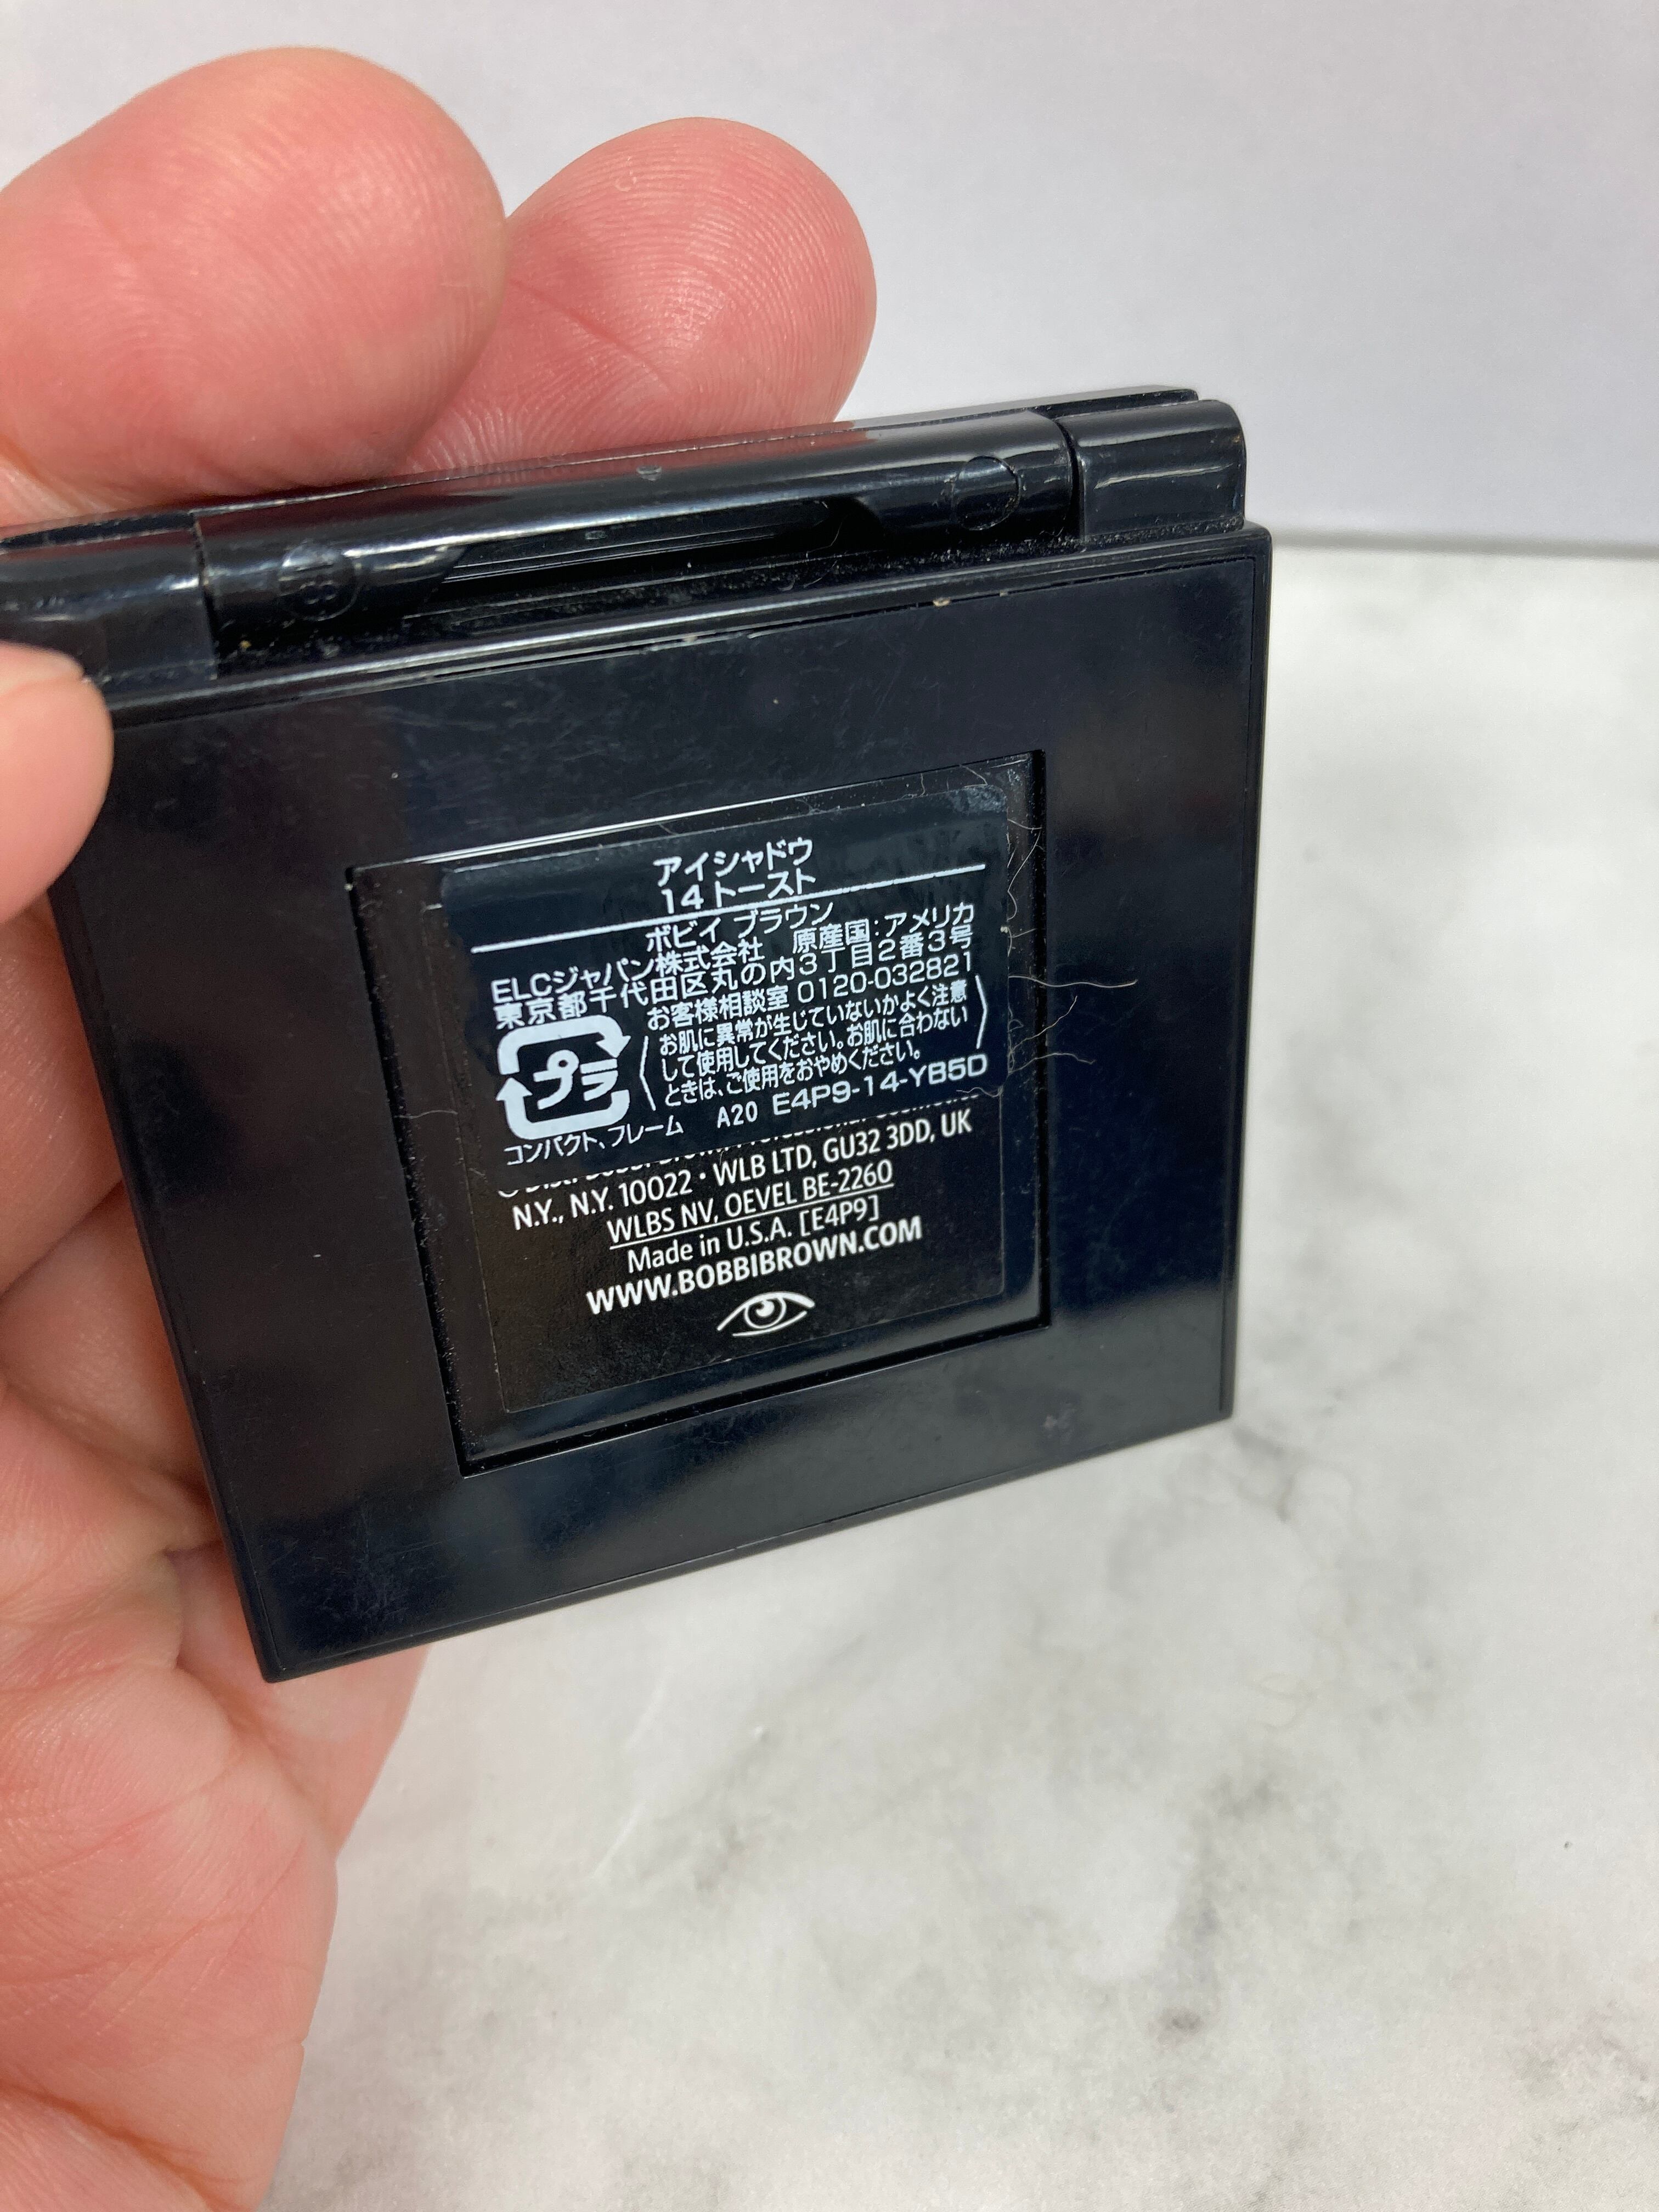 アイシャドウ
14 トースト
ボビイ ブラウン
ELCジャパン株式会社 原産国:アメリカ
東京都千代田区丸の内3丁目2番3号
お客様相談室 0120-032821
お肌に異常が生じていないかよく注意
して使用してください。お肌に合わない
ときは、ご使用をおやめください。
プラ
コンパクト、フレーム A20 E4P9-14-YB5D
N.Y., N.Y. 10022 • WLB LTD, GU32 3DD, UK
WLBS NV, OEVEL BE-2260
Made in U.S.A. [E4P9]
WWW.BOBBIBROWN.COM